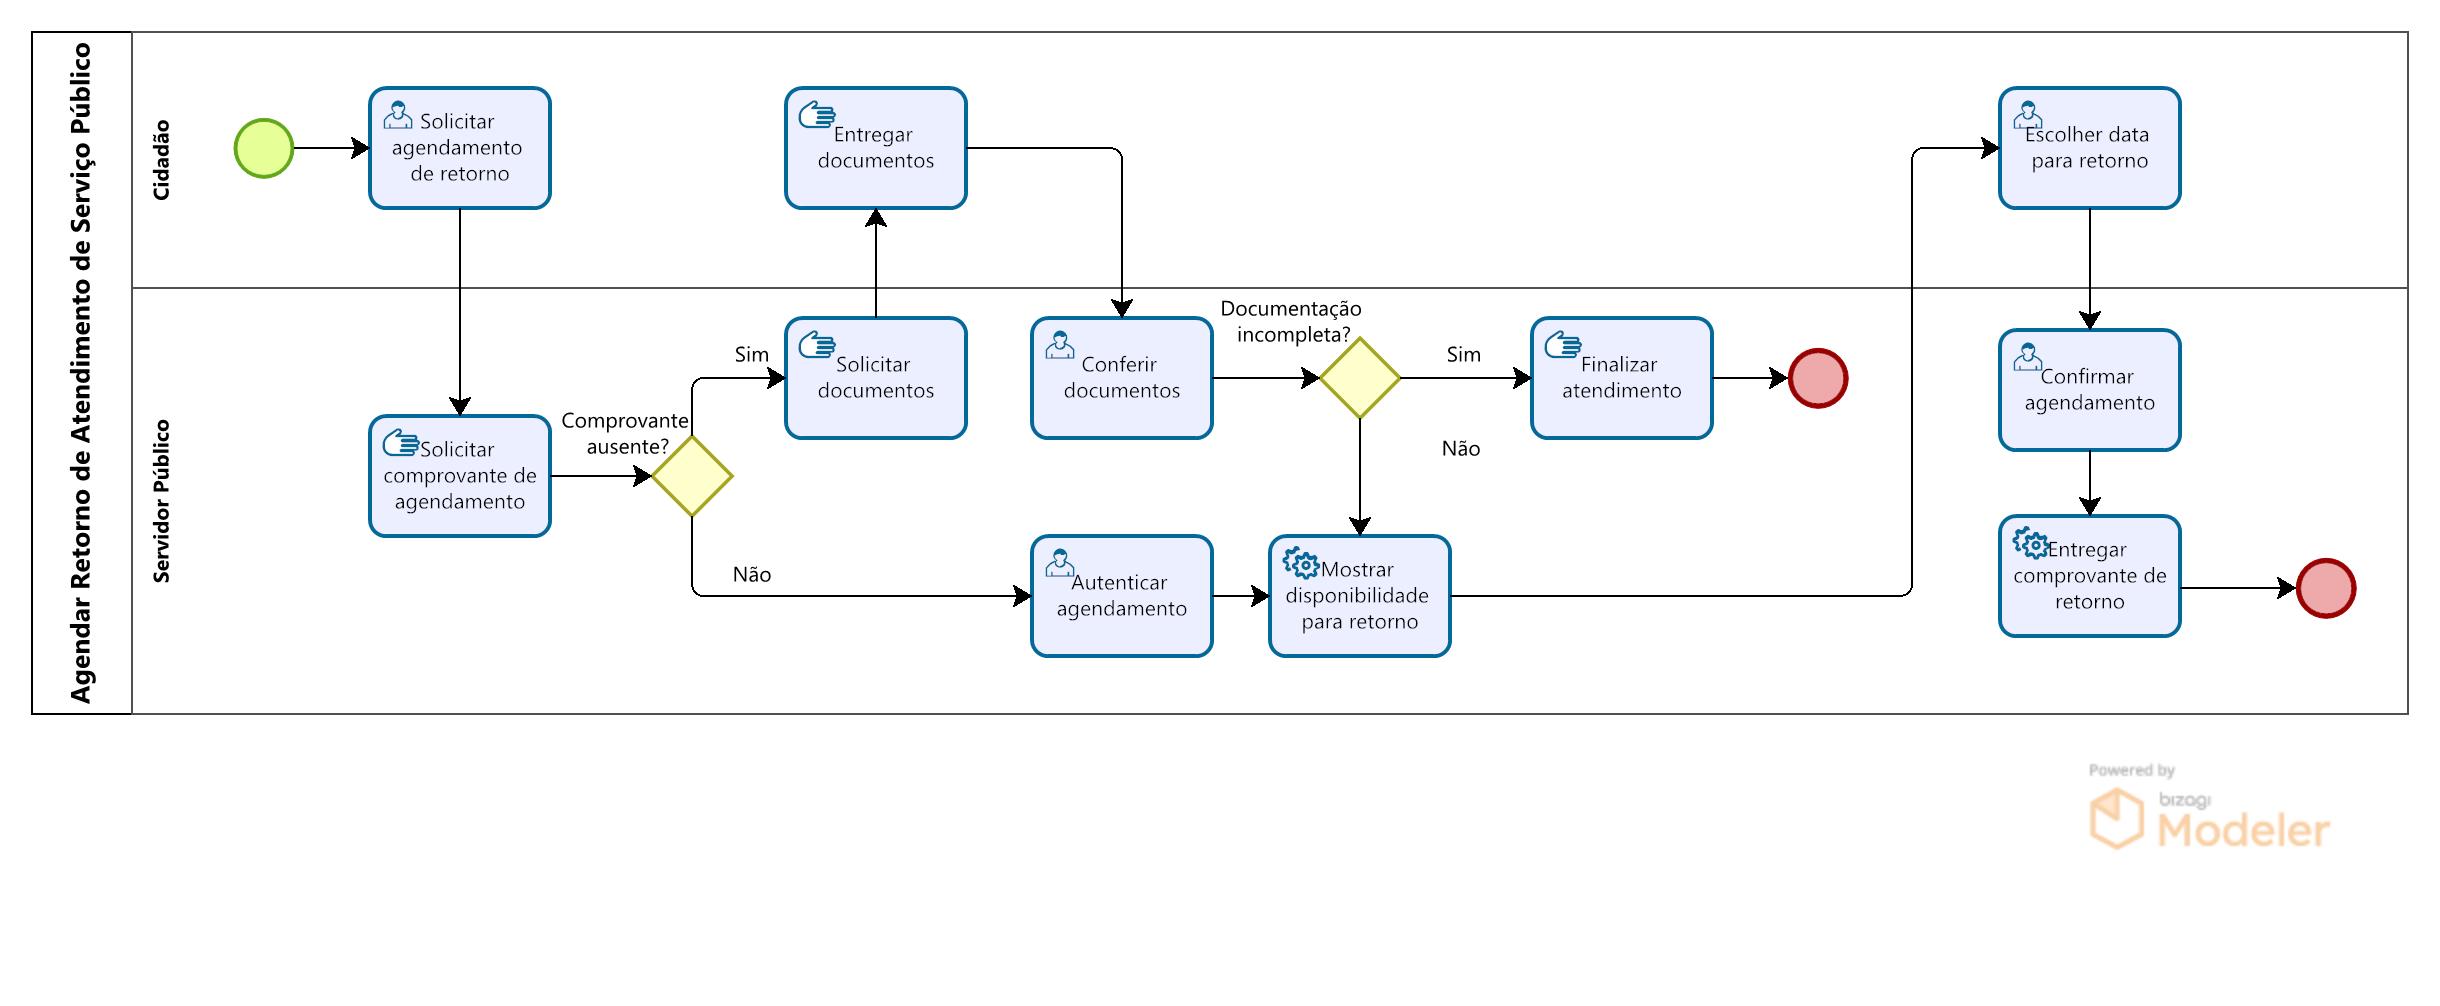 Agendar Retorno de Atendimento de Serviço Público
Cidadão
Solicitar
agendamento
de retorno
Entregar
documentos
Escolher data
para retorno
Servidor Público
Solicitar
comprovante de
agendamento
Comprovante
ausente?
Sim
Não
Solicitar
documentos
Conferir
documentos
Documentação
incompleta?
Sim
Não
Finalizar
atendimento
Autenticar
agendamento
Mostrar
disponibilidade
para retorno
Confirmar
agendamento
Entregar
comprovante de
retorno
Powered by
bizagi
Modeler